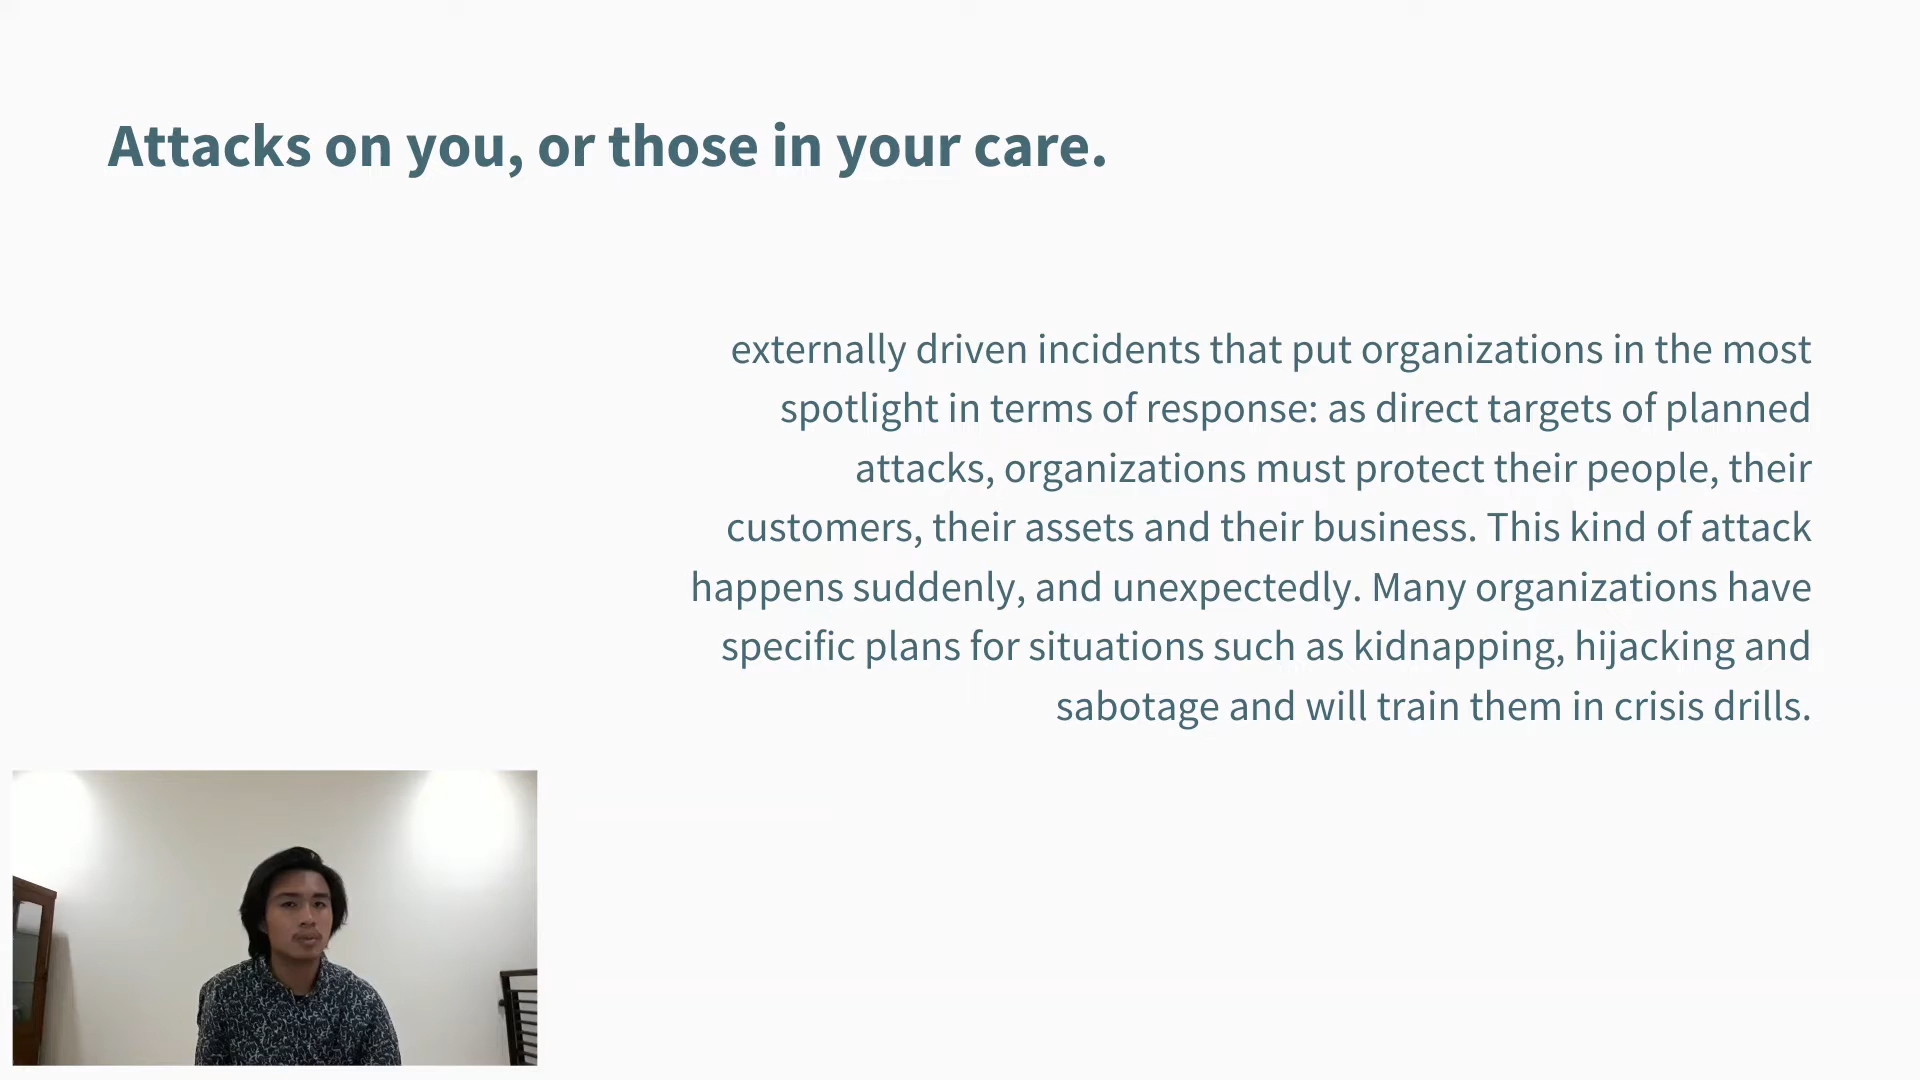 Attacks on you, or those in your care.
externally driven incidents that put organizations in the most
spotlight in terms of response: as direct targets of planned
attacks, organizations must protect their people, their
customers, their assets and their business. This kind of attack
happens suddenly, and unexpectedly. Many organizations have
specific plans for situations such as kidnapping, hijacking and
sabotage and will train them in crisis drills.